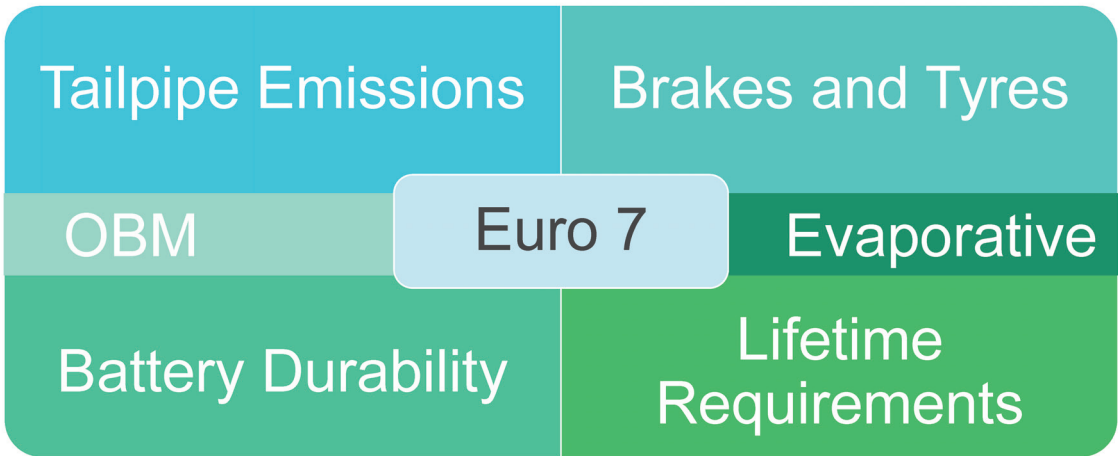 Tailpipe Emissions
Brakes and Tyres
OBM
Euro 7
Evaporative
Battery Durability
Lifetime
Requirements